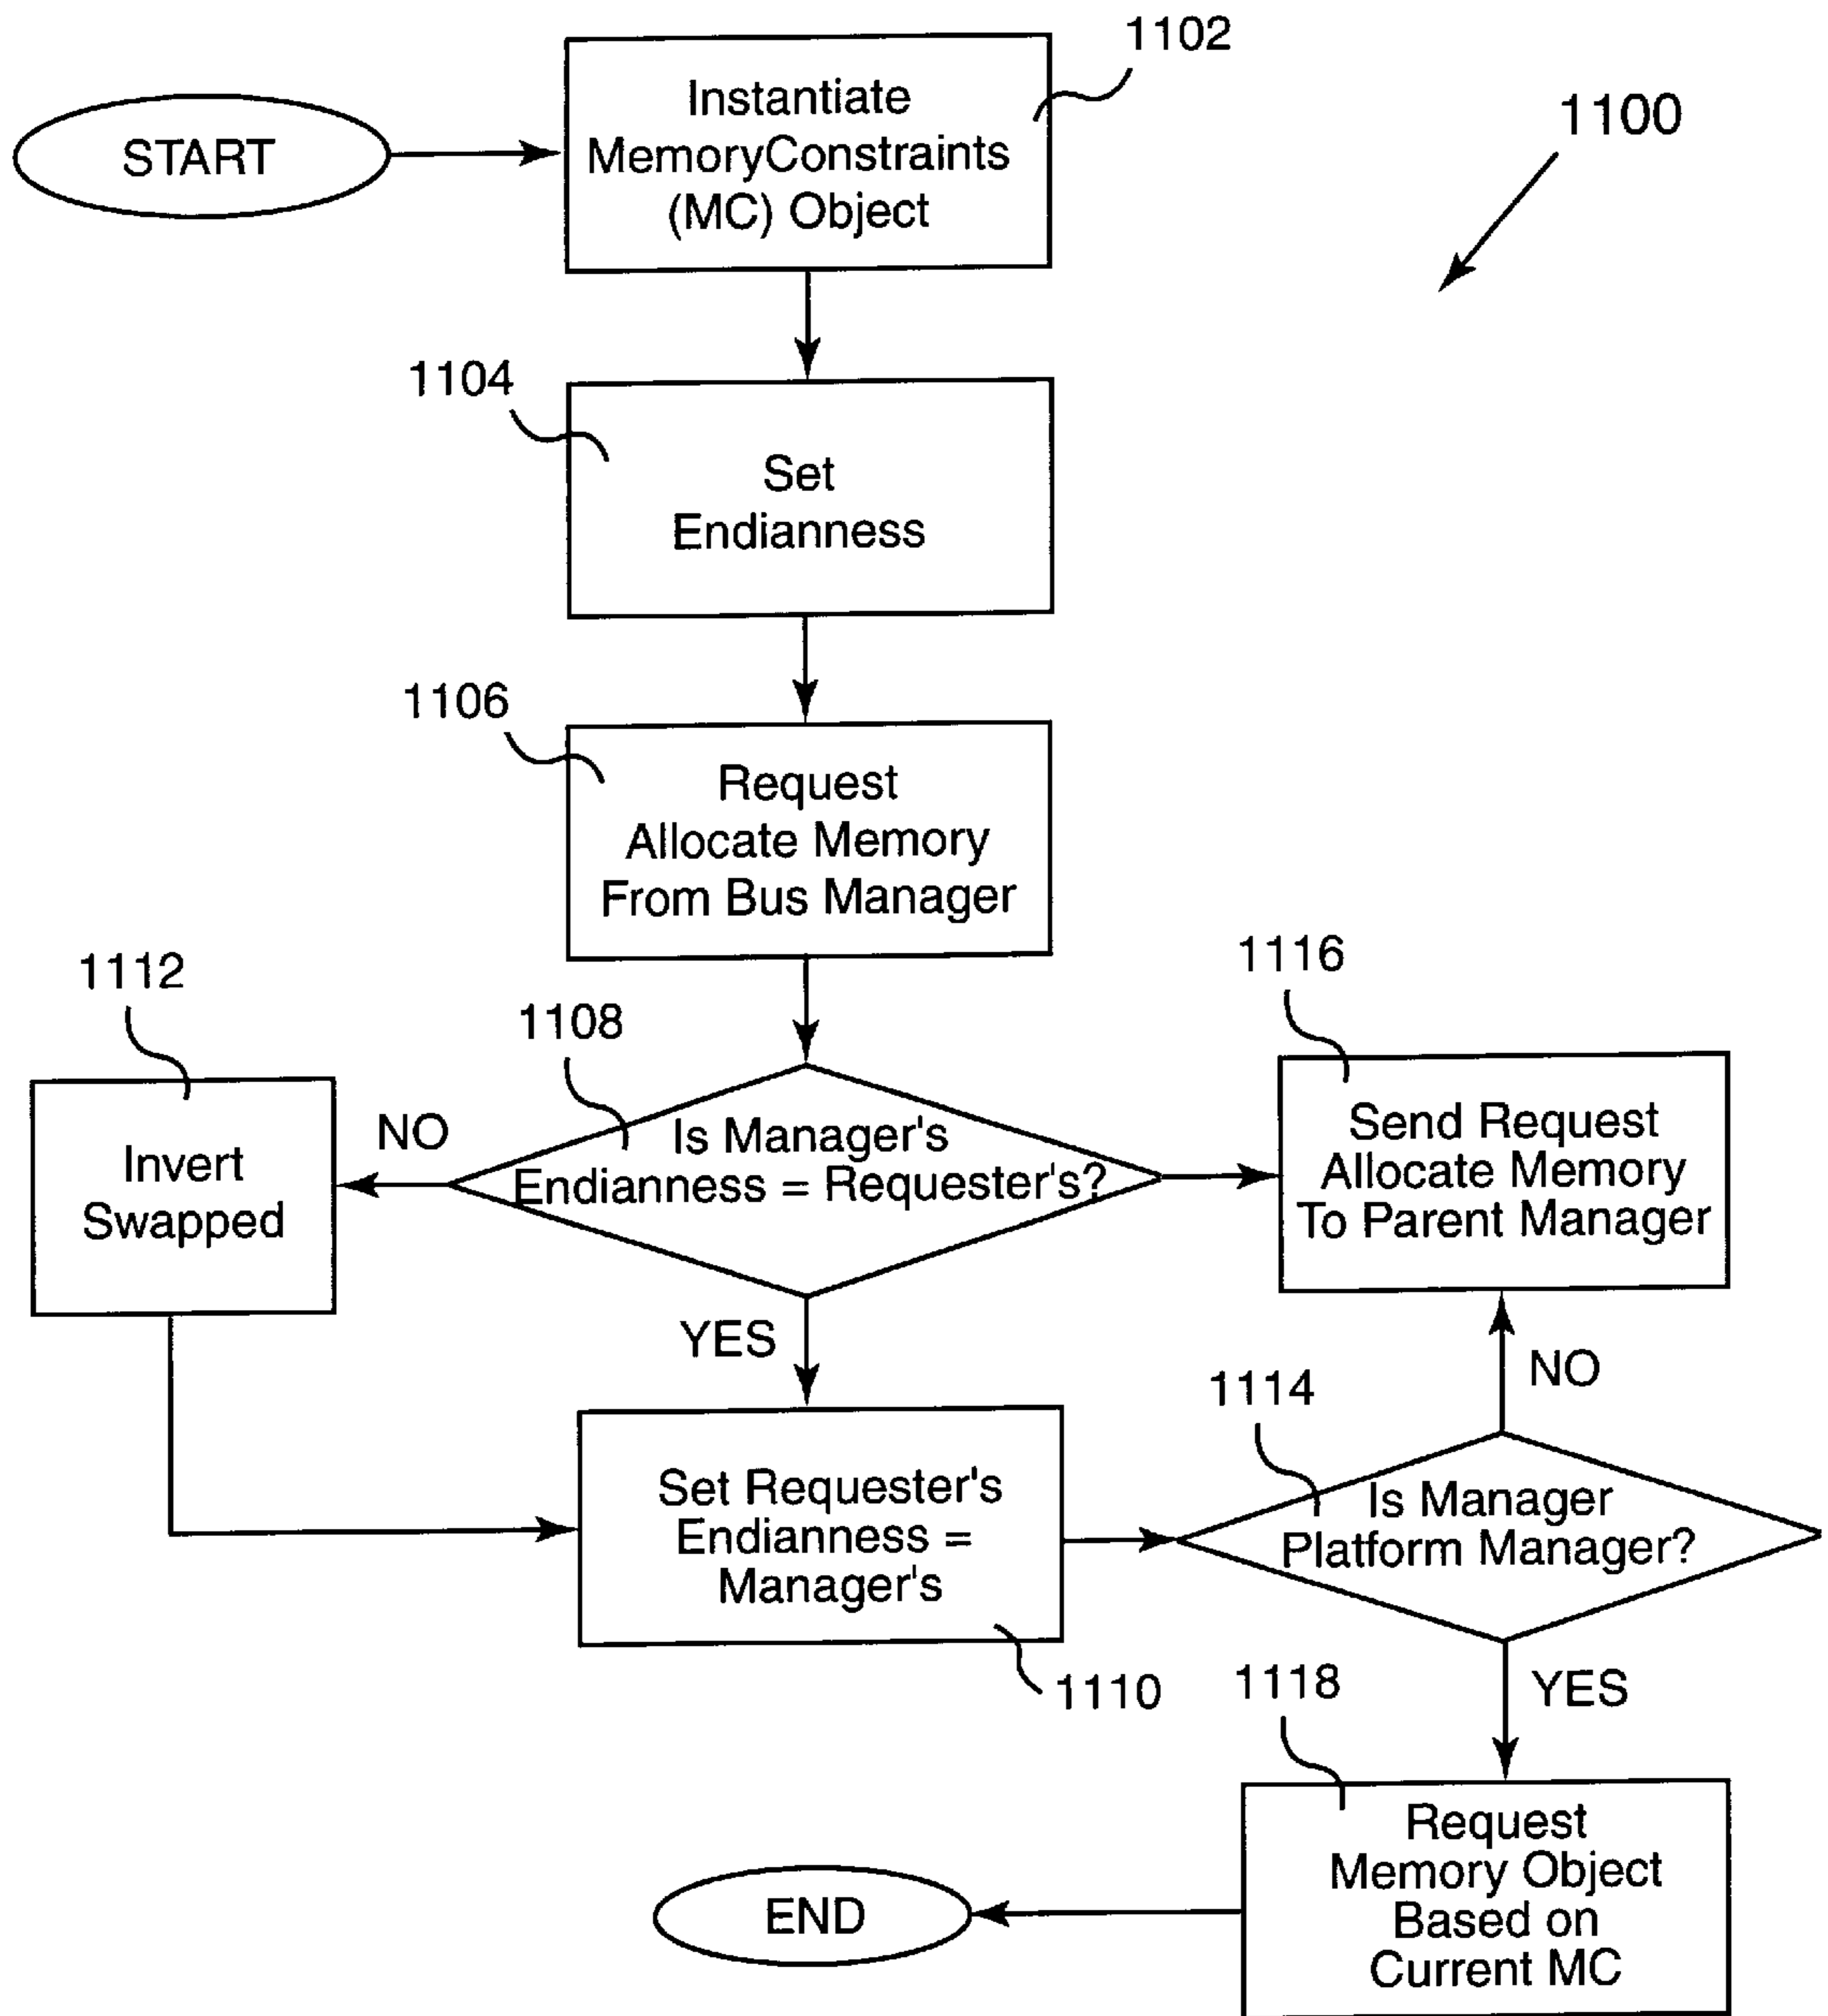 1102
START
Instantiate
MemoryConstraints
(MC) Object
1100
1104
Set
Endianness
1106
Request
Allocate Memory
From Bus Manager
1112
1108
1116
Invert
Swapped
NO
Is Manager's
Endianness = Requester's?
Send Request
Allocate Memory
To Parent Manager
YES
NO
1114
Set Requester's
Endianness =
Manager's
Is Manager
Platform Manager?
1110
1118
YES
Request
Memory Object
Based on
Current MC
END